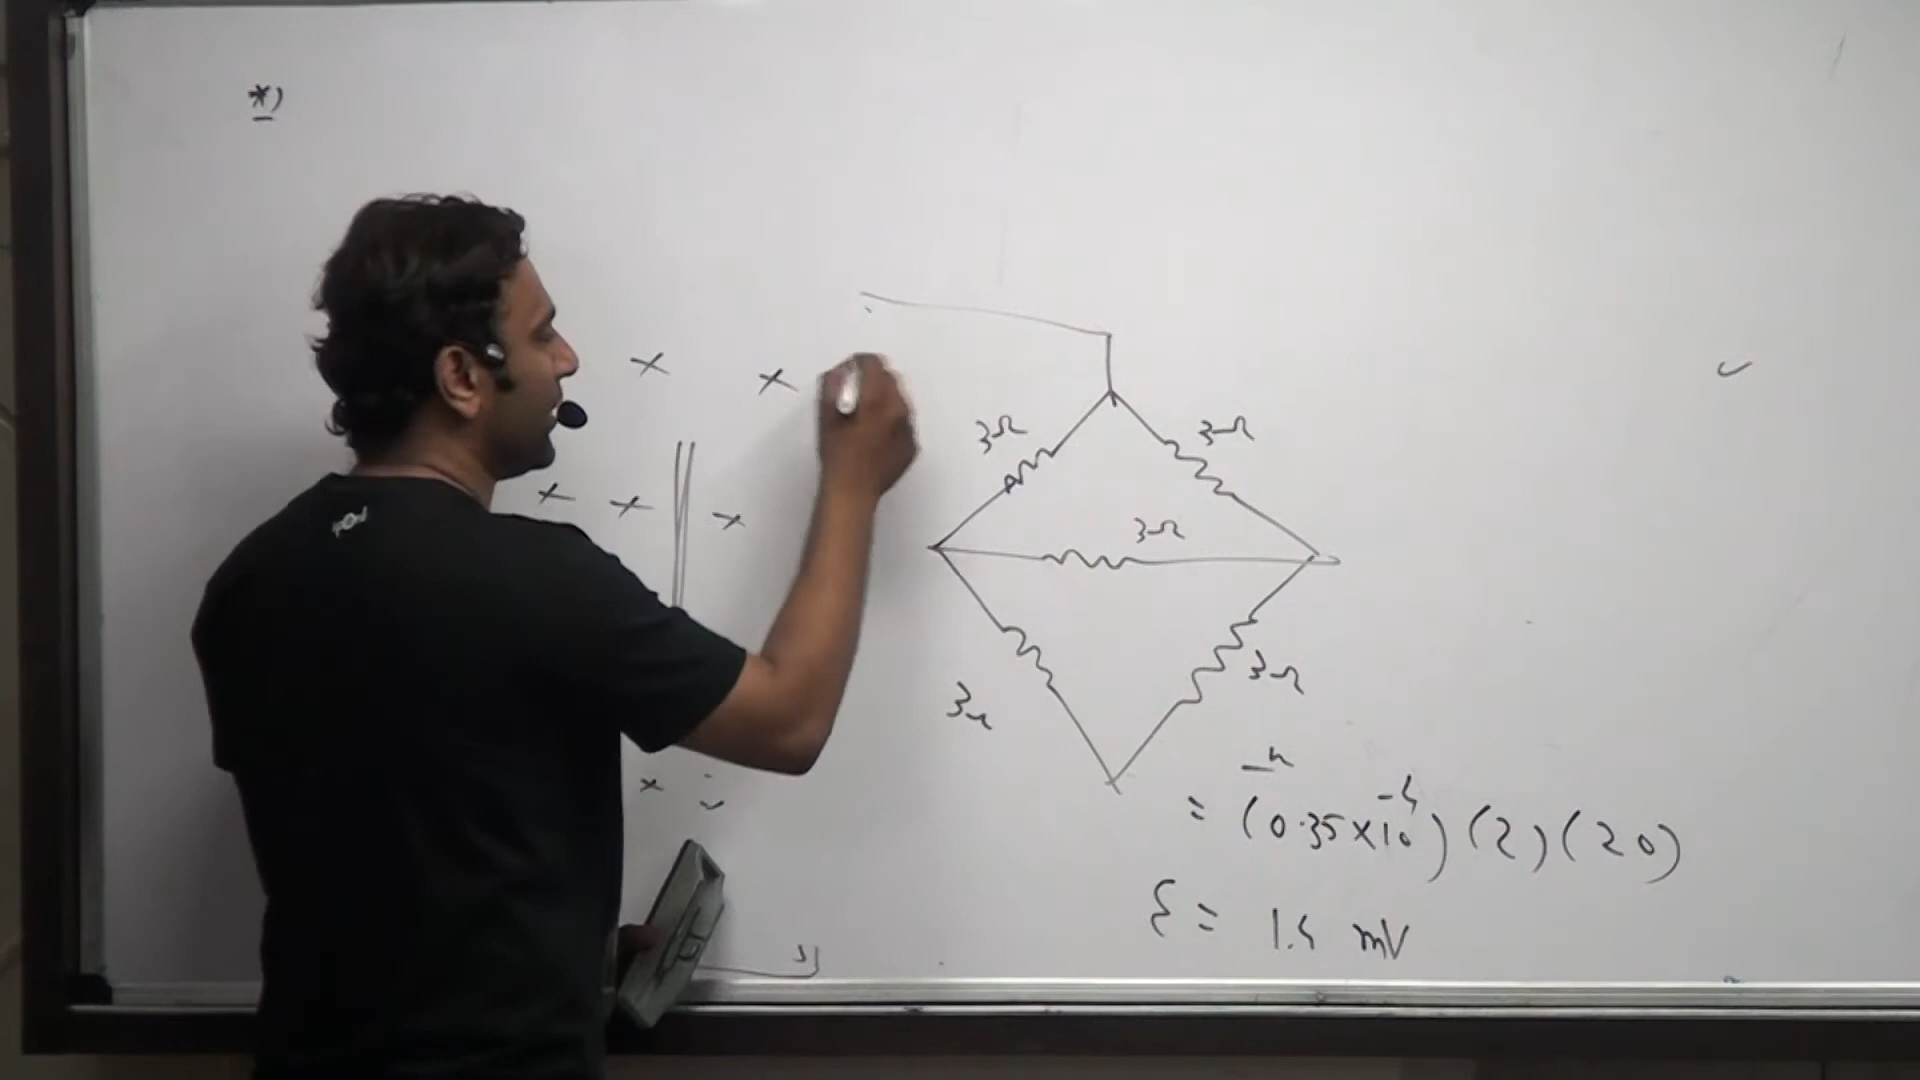 *)
x x
3Ω 3Ω
x x x
3Ω
3Ω
3Ω
x
= (0.35×10⁻⁴) (2) (20)
ε = 1.4 mV